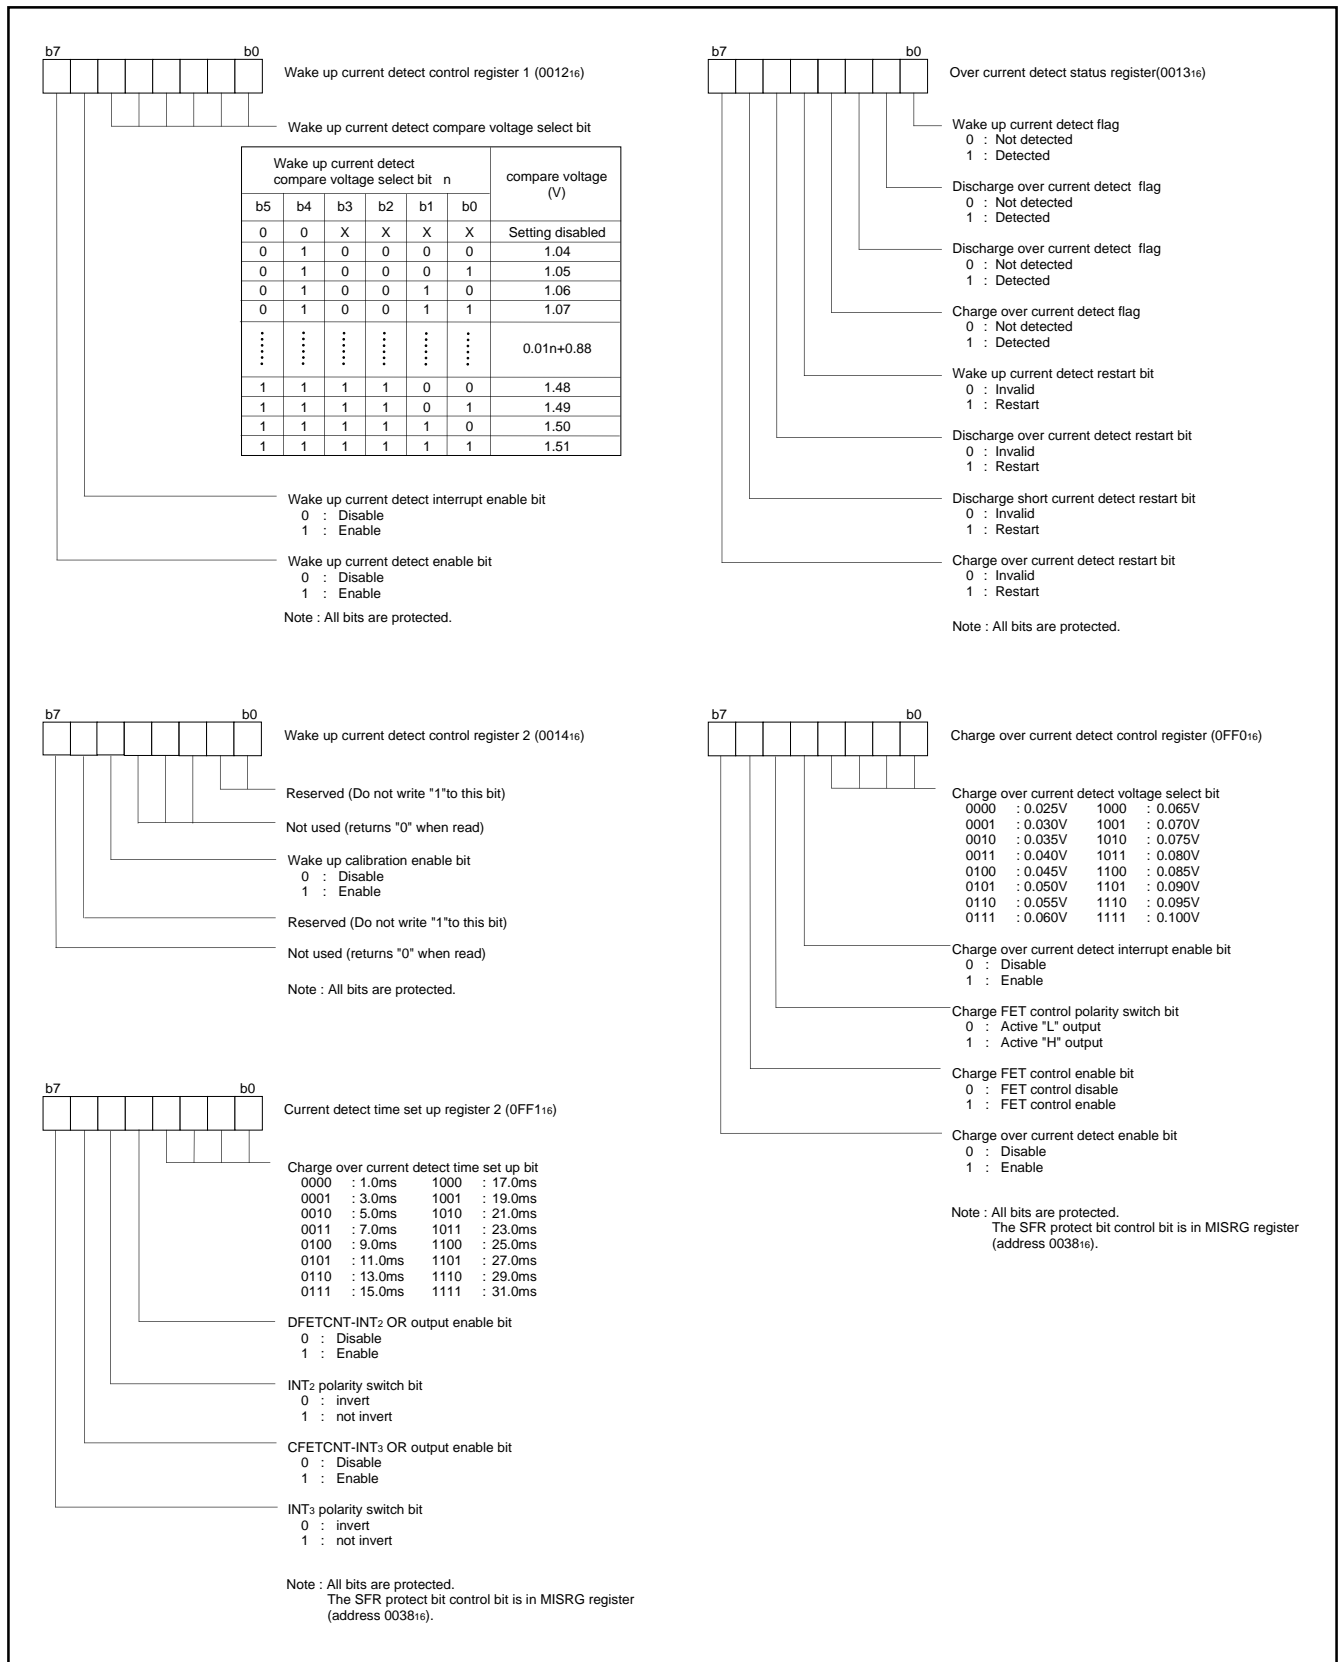 b7 b0
Wake up current detect control register 1 (001216)
Wake up current detect compare voltage select bit
Wake up current detect
compare voltage select bit n
compare voltage
(V)
b5 b4 b3 b2 b1 b0
0 0 X X X X Setting disabled
0 1 0 0 0 0 1.04
0 1 0 0 0 1 1.05
0 1 0 0 1 0 1.06
0 1 0 0 1 1 1.07
0.01n+0.88
1 1 1 1 0 0 1.48
1 1 1 1 0 1 1.49
1 1 1 1 1 0 1.50
1 1 1 1 1 1 1.51
Wake up current detect interrupt enable bit
0 : Disable
1 : Enable
Wake up current detect enable bit
0 : Disable
1 : Enable
Note : All bits are protected.
b7 b0
Over current detect status register(001316)
Wake up current detect flag
0 : Not detected
1 : Detected
Discharge over current detect flag
0 : Not detected
1 : Detected
Discharge over current detect flag
0 : Not detected
1 : Detected
Charge over current detect flag
0 : Not detected
1 : Detected
Wake up current detect restart bit
0 : Invalid
1 : Restart
Discharge over current detect restart bit
0 : Invalid
1 : Restart
Discharge short current detect restart bit
0 : Invalid
1 : Restart
Charge over current detect restart bit
0 : Invalid
1 : Restart
Note : All bits are protected.
b7 b0
Wake up current detect control register 2 (001416)
Reserved (Do not write "1"to this bit)
Not used (returns "0" when read)
Wake up calibration enable bit
0 : Disable
1 : Enable
Reserved (Do not write "1"to this bit)
Not used (returns "0" when read)
Note : All bits are protected.
b7 b0
Charge over current detect control register (0FF016)
Charge over current detect voltage select bit
0000 : 0.025V 1000 : 0.065V
0001 : 0.030V 1001 : 0.070V
0010 : 0.035V 1010 : 0.075V
0011 : 0.040V 1011 : 0.080V
0100 : 0.045V 1100 : 0.085V
0101 : 0.050V 1101 : 0.090V
0110 : 0.055V 1110 : 0.095V
0111 : 0.060V 1111 : 0.100V
Charge over current detect interrupt enable bit
0 : Disable
1 : Enable
Charge FET control polarity switch bit
0 : Active "L" output
1 : Active "H" output
Charge FET control enable bit
0 : FET control disable
1 : FET control enable
Charge over current detect enable bit
0 : Disable
1 : Enable
Note : All bits are protected.
The SFR protect bit control bit is in MISRG register
(address 003816).
b7 b0
Current detect time set up register 2 (0FF116)
Charge over current detect time set up bit
0000 : 1.0ms 1000 : 17.0ms
0001 : 3.0ms 1001 : 19.0ms
0010 : 5.0ms 1010 : 21.0ms
0011 : 7.0ms 1011 : 23.0ms
0100 : 9.0ms 1100 : 25.0ms
0101 : 11.0ms 1101 : 27.0ms
0110 : 13.0ms 1110 : 29.0ms
0111 : 15.0ms 1111 : 31.0ms
DFETCNT-INT2 OR output enable bit
0 : Disable
1 : Enable
INT2 polarity switch bit
0 : invert
1 : not invert
CFETCNT-INT3 OR output enable bit
0 : Disable
1 : Enable
INT3 polarity switch bit
0 : invert
1 : not invert
Note : All bits are protected.
The SFR protect bit control bit is in MISRG register
(address 003816).